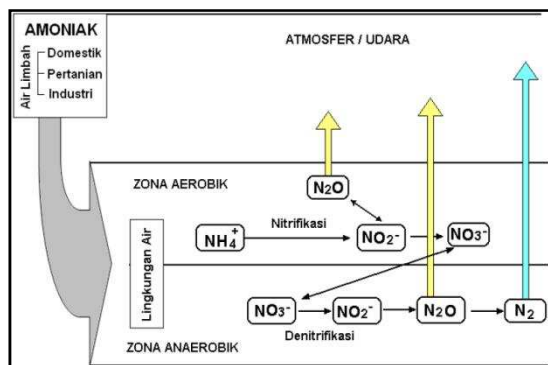 AMONIAK
Air Limbah
Domestik
Pertanian
Industri
ATMOSFER / UDARA
ZONA AEROBIK
N2O
Lingkungan Air
NH4+
Nitrifikasi
NO2-
NO3-
NO3-
NO2-
N2O
N2
Denitrifikasi
ZONA ANAEROBIK